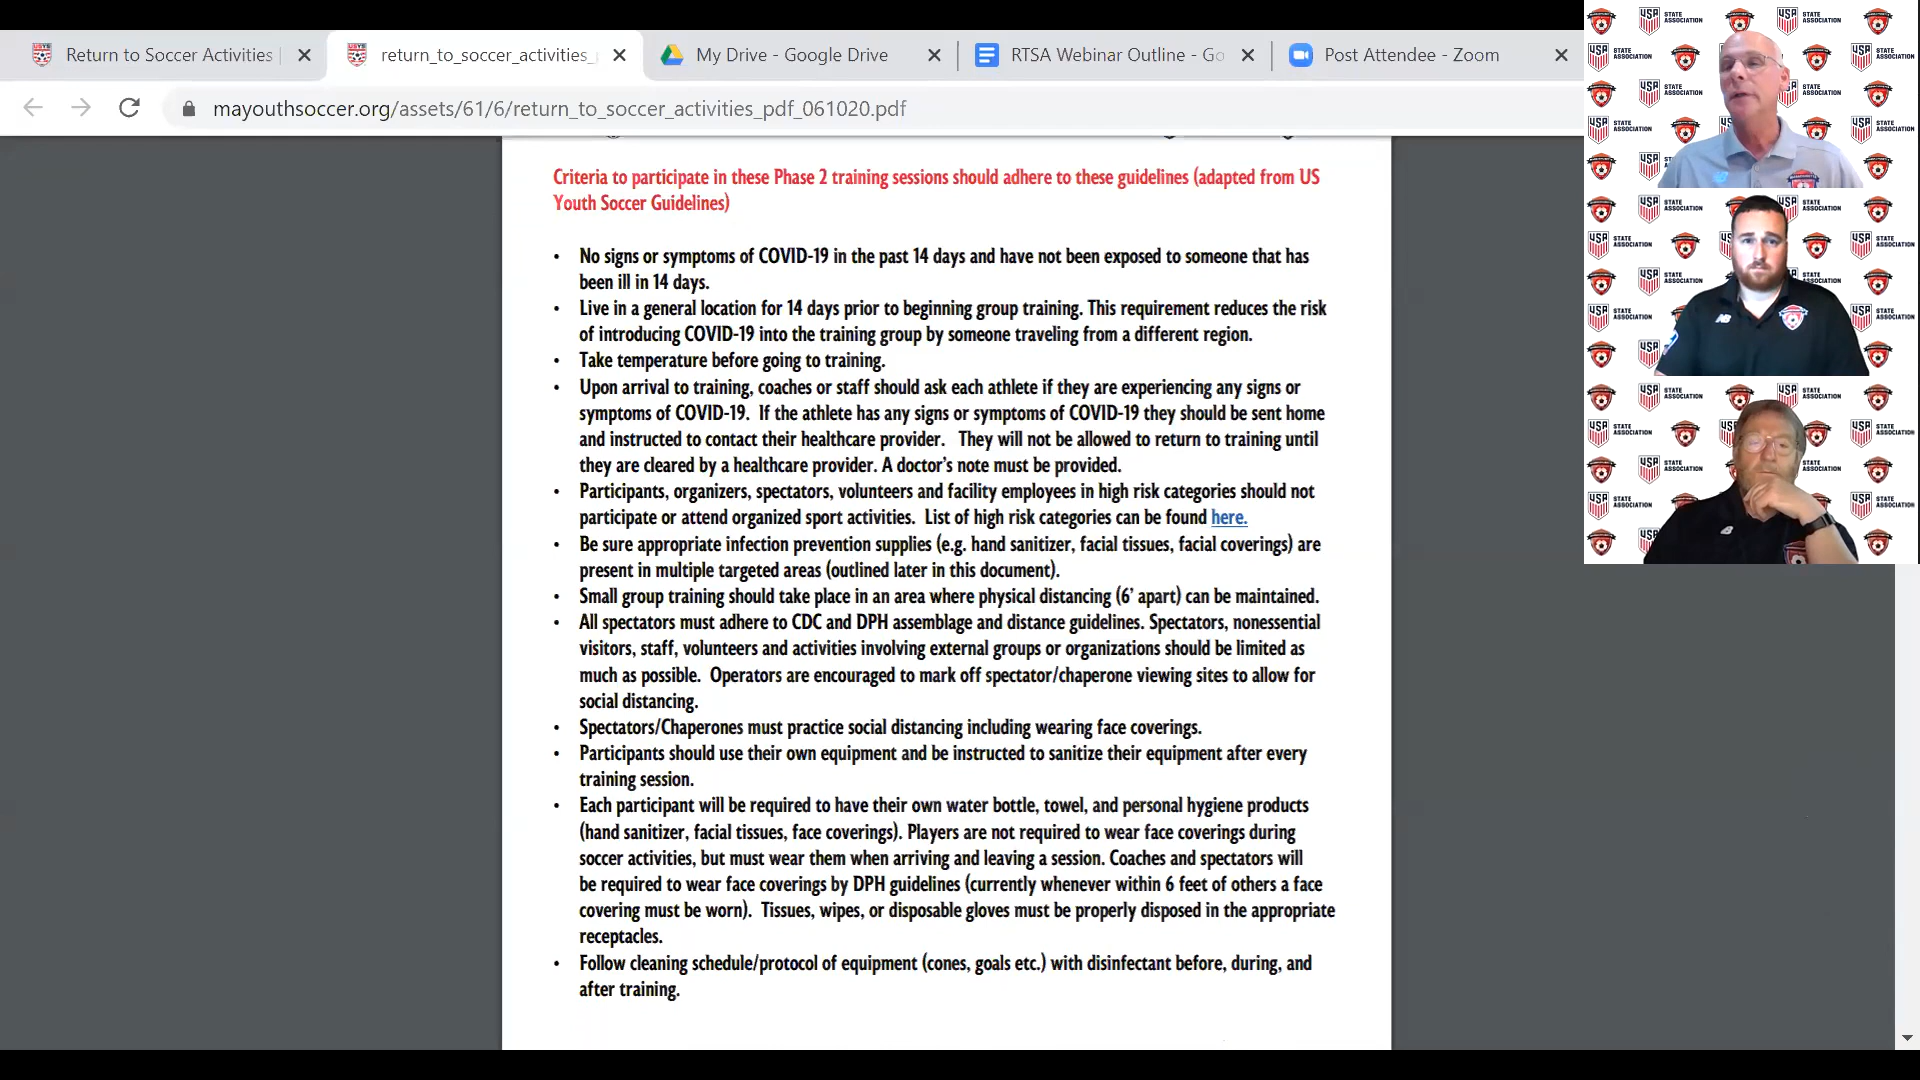 Return to Soccer Activities
return_to_soccer_activities_
My Drive - Google Drive
RTSA Webinar Outline - Go
Post Attendee - Zoom
mayouthsoccer.org/assets/61/6/return_to_soccer_activities_pdf_061020.pdf
Criteria to participate in these Phase 2 training sessions should adhere to these guidelines (adapted from US
Youth Soccer Guidelines)
• No signs or symptoms of COVID-19 in the past 14 days and have not been exposed to someone that has
been ill in 14 days.
• Live in a general location for 14 days prior to beginning group training. This requirement reduces the risk
of introducing COVID-19 into the training group by someone traveling from a different region.
• Take temperature before going to training.
• Upon arrival to training, coaches or staff should ask each athlete if they are experiencing any signs or
symptoms of COVID-19.  If the athlete has any signs or symptoms of COVID-19 they should be sent home
and instructed to contact their healthcare provider.   They will not be allowed to return to training until
they are cleared by a healthcare provider. A doctor's note must be provided.
• Participants, organizers, spectators, volunteers and facility employees in high risk categories should not
participate or attend organized sport activities.  List of high risk categories can be found here.
• Be sure appropriate infection prevention supplies (e.g. hand sanitizer, facial tissues, facial coverings) are
present in multiple targeted areas (outlined later in this document).
• Small group training should take place in an area where physical distancing (6' apart) can be maintained.
• All spectators must adhere to CDC and DPH assemblage and distance guidelines. Spectators, nonessential
visitors, staff, volunteers and activities involving external groups or organizations should be limited as
much as possible.  Operators are encouraged to mark off spectator/chaperone viewing sites to allow for
social distancing.
• Spectators/Chaperones must practice social distancing including wearing face coverings.
• Participants should use their own equipment and be instructed to sanitize their equipment after every
training session.
• Each participant will be required to have their own water bottle, towel, and personal hygiene products
(hand sanitizer, facial tissues, face coverings). Players are not required to wear face coverings during
soccer activities, but must wear them when arriving and leaving a session. Coaches and spectators will
be required to wear face coverings by DPH guidelines (currently whenever within 6 feet of others a face
covering must be worn).  Tissues, wipes, or disposable gloves must be properly disposed in the appropriate
receptacles.
• Follow cleaning schedule/protocol of equipment (cones, goals etc.) with disinfectant before, during, and
after training.
STATE ASSOCIATION